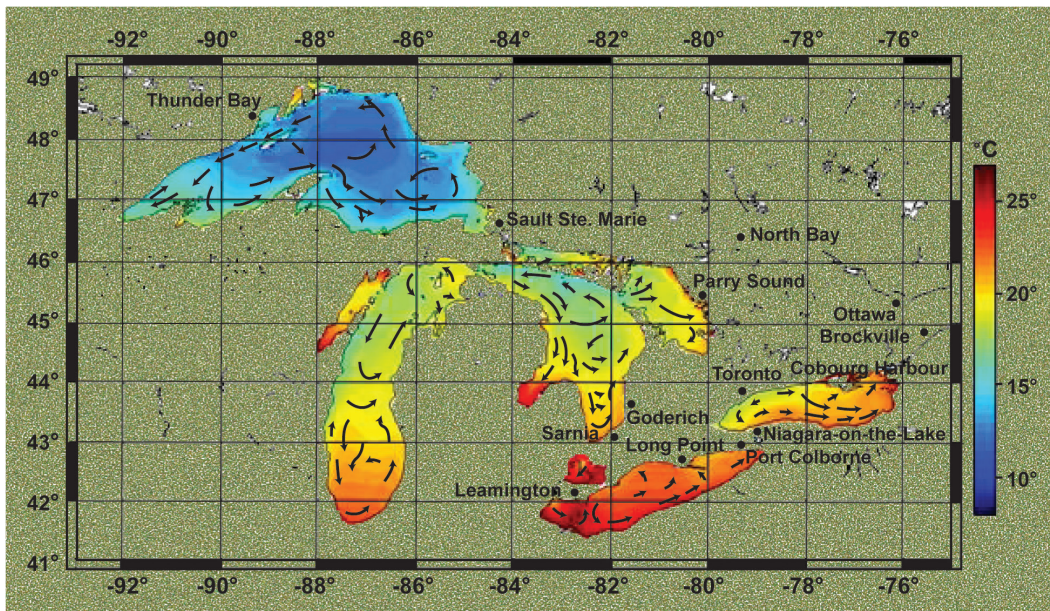 -92° -90° -88° -86° -84° -82° -80° -78° -76°
49°
Thunder Bay
48°
°C
47°
25°
Sault Ste. Marie
North Bay
46°
Parry Sound
20°
45°
Ottawa
Brockville
44°
Toronto
Cobourg Harbour
15°
Goderich
43°
Sarnia
Niagara-on-the-Lake
Long Point
Port Colborne
10°
Leamington
42°
41°
-92° -90° -88° -86° -84° -82° -80° -78° -76°